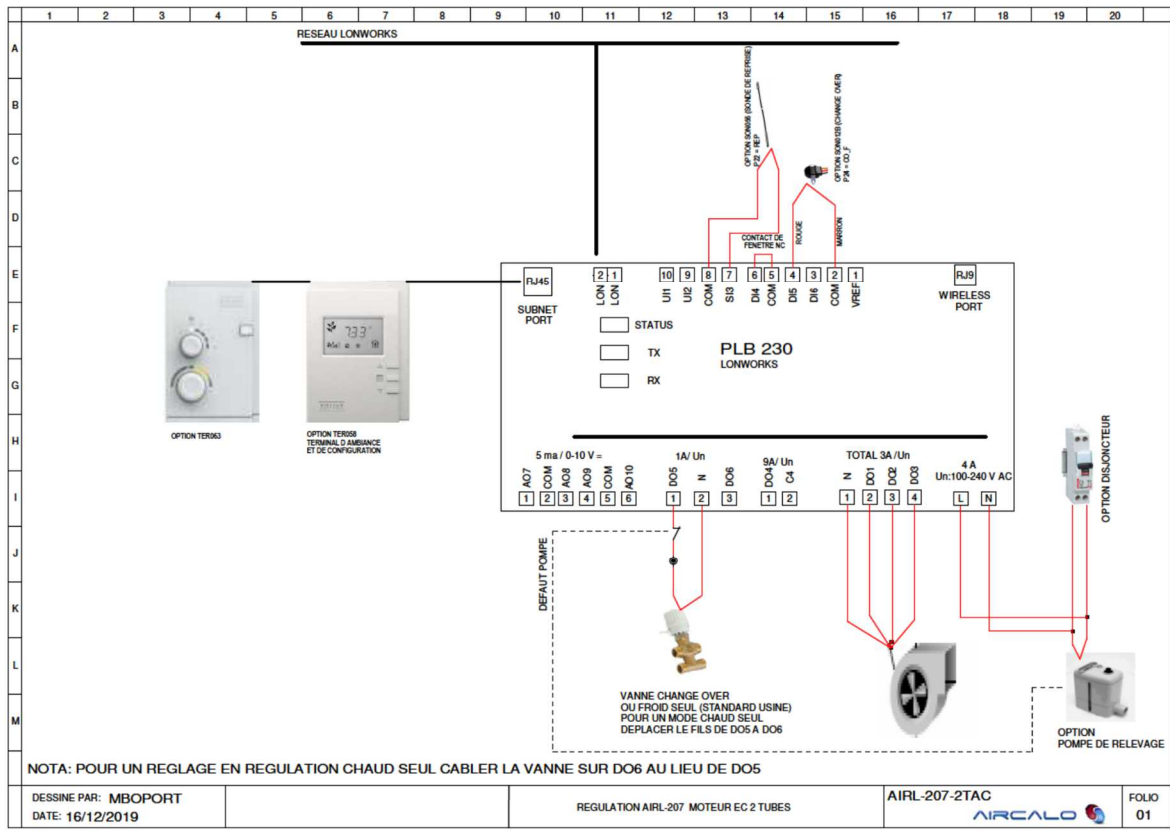 1 2 3 4 5 6 7 8 9 10 11 12 13 14 15 16 17 18 19 20
A
B
C
D
E
F
G
H
I
J
K
L
M
RESEAU LONWORKS
OPTION SON056 (SONDE DE REPRISE)
P22 = REP
OPTION SON012B (CHANGE OVER)
P24 = CO_F
CONTACT DE
FENETRE NC
ROUGE
MARRON
RJ45
SUBNET
PORT
2 1
LON
LON
10 9 8 7 6 5 4 3 2 1
UI1
UI2
COM
SI3
DI4
COM
DI5
DI6
COM
VREF
RJ9
WIRELESS
PORT
STATUS
TX
RX
PLB 230
LONWORKS
OPTION TER063
OPTION TER058
TERMINAL D AMBIANCE
ET DE CONFIGURATION
5 ma / 0-10 V =
AO7
COM
AO8
AO9
COM
AO10
1 2 3 4 5 6
1A/ Un
DO5
N
DO6
1 2 3
9A/ Un
DO4
C4
1 2
TOTAL 3A /Un
N
DO1
DO2
DO3
1 2 3 4
4 A
Un:100-240 V AC
L N
OPTION DISJONCTEUR
DEFAUT POMPE
VANNE CHANGE OVER
OU FROID SEUL (STANDARD USINE)
POUR UN MODE CHAUD SEUL
DEPLACER LE FILS DE DO5 A DO6
OPTION
POMPE DE RELEVAGE
NOTA: POUR UN REGLAGE EN REGULATION CHAUD SEUL CABLER LA VANNE SUR DO6 AU LIEU DE DO5
DESSINE PAR: MBOPORT
DATE: 16/12/2019
REGULATION AIRL-207 MOTEUR EC 2 TUBES
AIRL-207-2TAC
AIRCALO
FOLIO
01